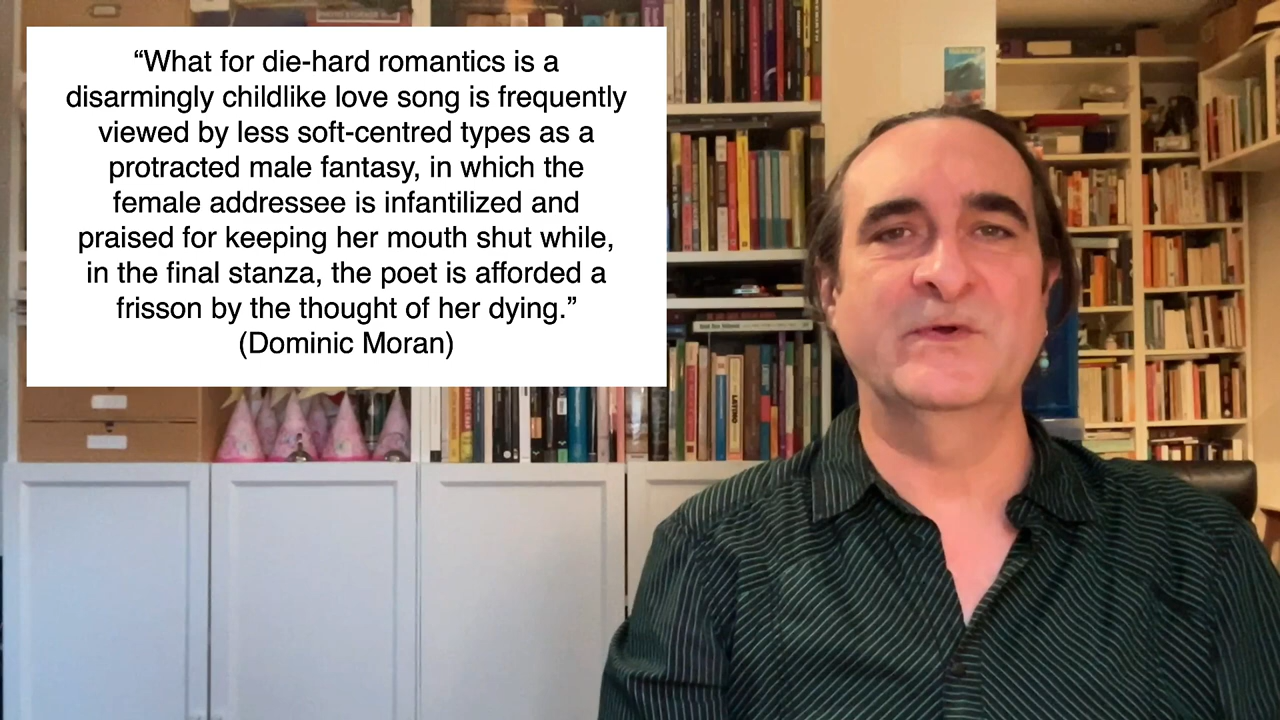 “What for die-hard romantics is a
disarmingly childlike love song is frequently
viewed by less soft-centred types as a
protracted male fantasy, in which the
female addressee is infantilized and
praised for keeping her mouth shut while,
in the final stanza, the poet is afforded a
frisson by the thought of her dying.”
(Dominic Moran)
LATINO